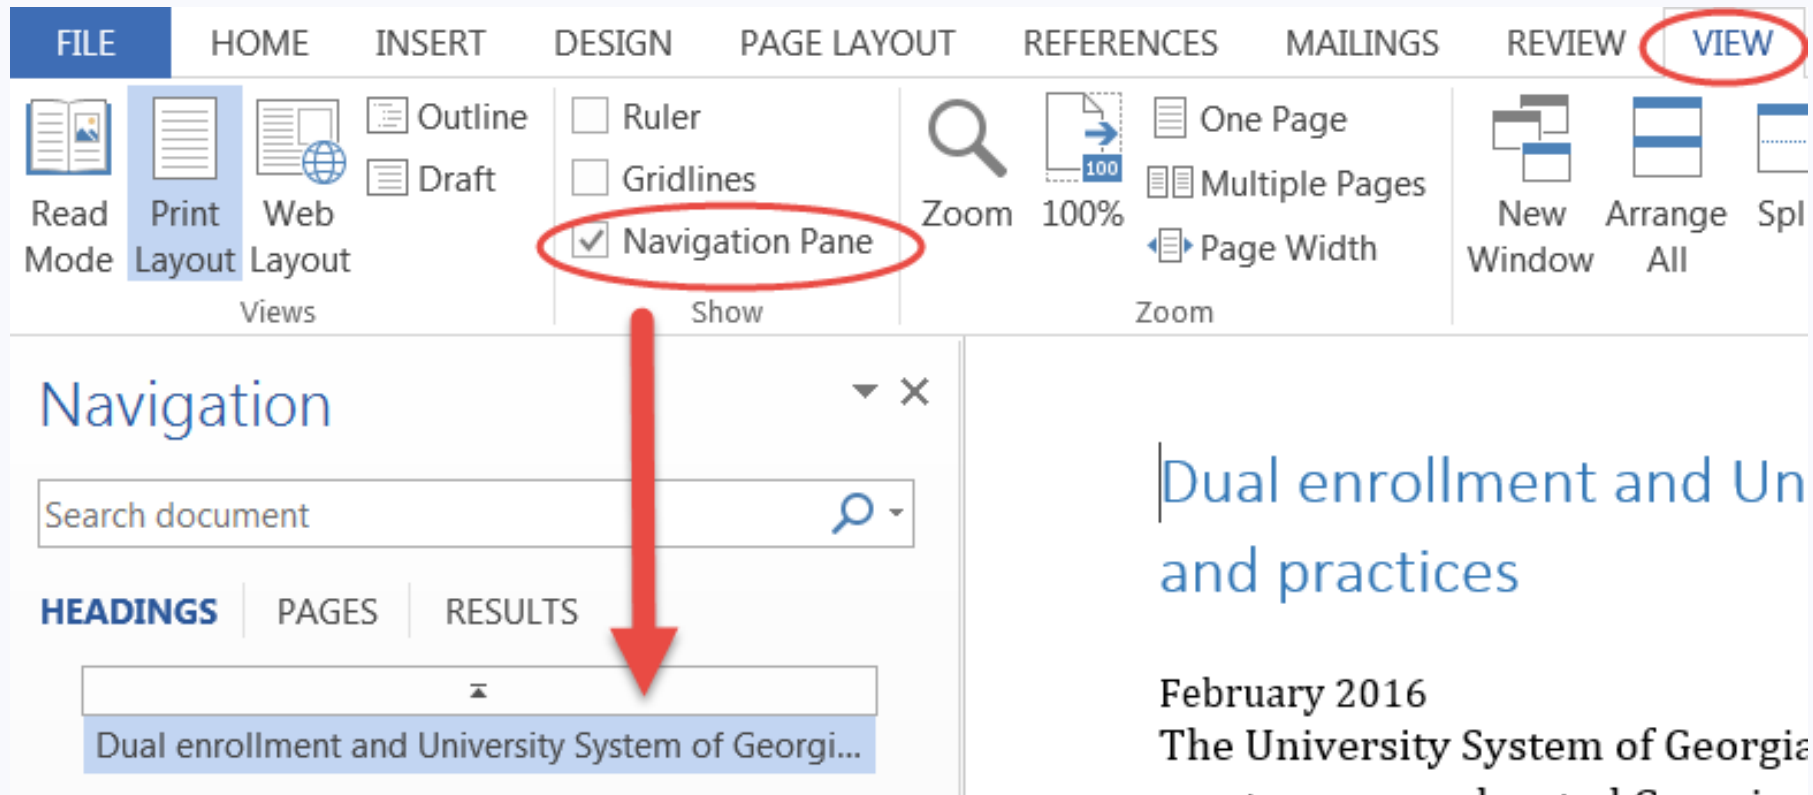 FILE HOME INSERT DESIGN PAGE LAYOUT REFERENCES MAILINGS REVIEW VIEW
Read Mode
Print Layout
Web Layout
Outline
Draft
Views
Ruler
Gridlines
Navigation Pane
Show
Zoom
100
100%
One Page
Multiple Pages
Page Width
Zoom
New Window
Arrange All
Spl
Navigation
Search document
HEADINGS PAGES RESULTS
Dual enrollment and University System of Georgi...
Dual enrollment and Un
and practices
February 2016
The University System of Georgia